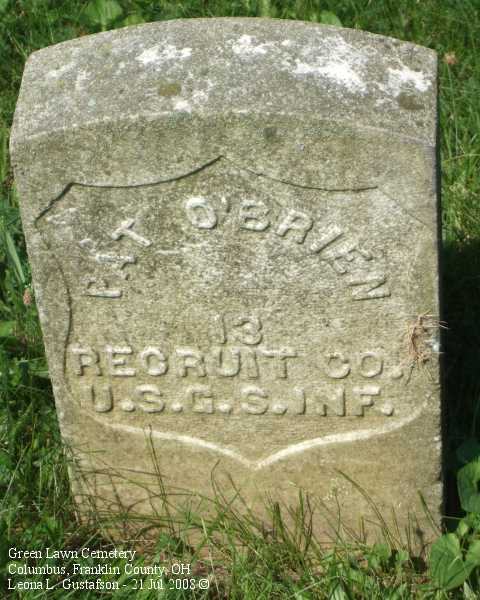 PAT O'BRIEN
13
RECRUIT CO.
U.S.G.S.INF.
Green Lawn Cemetery
Columbus, Franklin County, OH
Leona L. Gustafson - 21 Jul 2008 ©